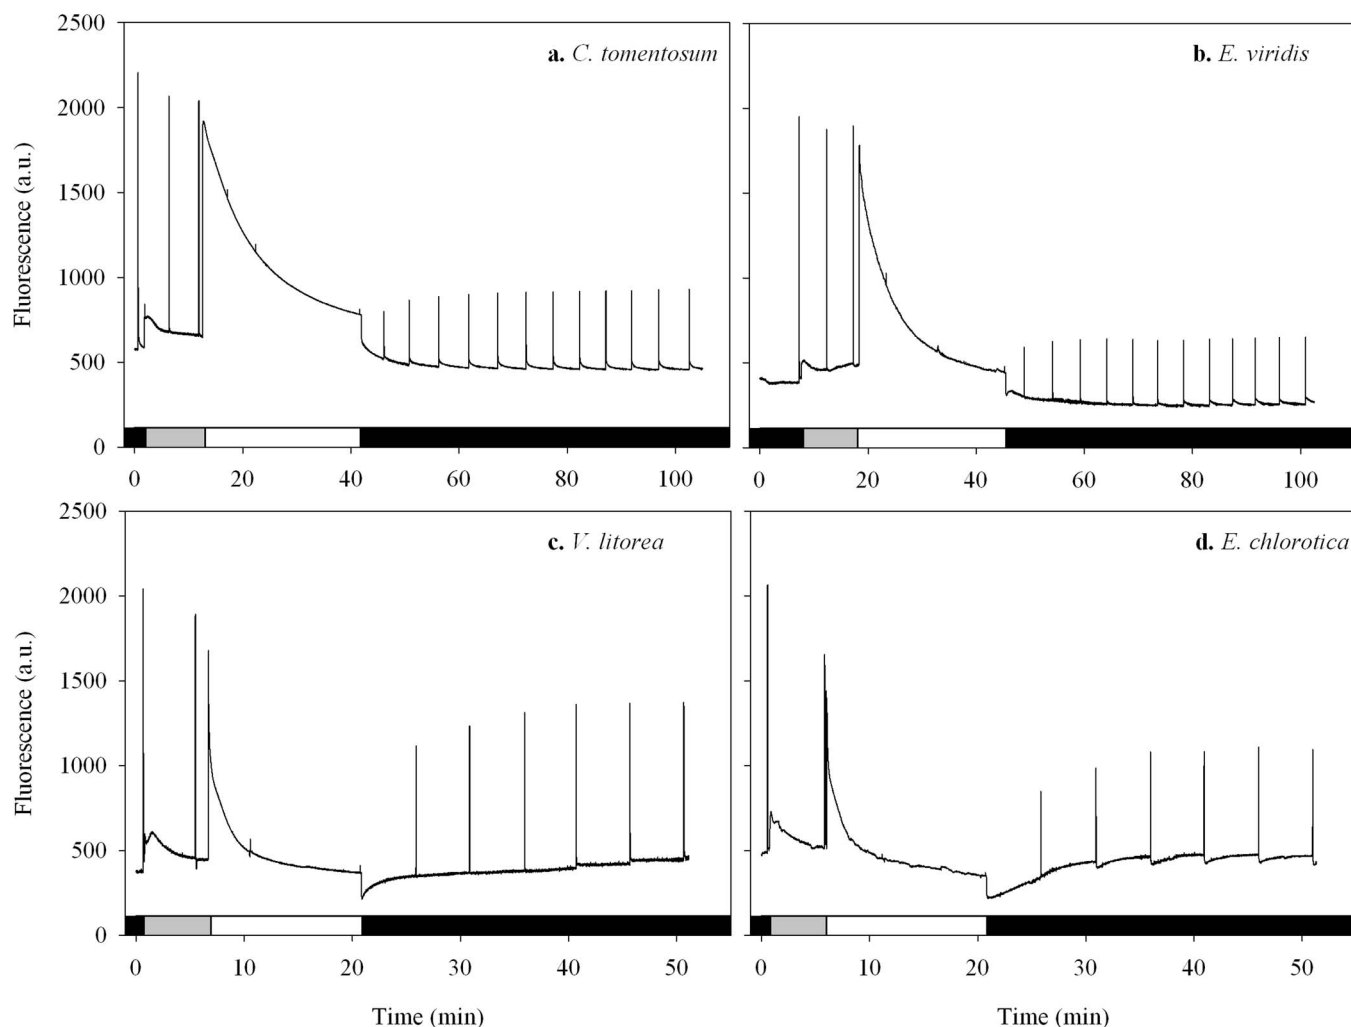 2500
2000
1500
1000
500
0
Fluorescence (a.u.)
a. C. tomentosum
0 20 40 60 80 100
b. E. viridis
0 20 40 60 80 100
2500
2000
1500
1000
500
0
Fluorescence (a.u.)
c. V. litorea
0 10 20 30 40 50
Time (min)
d. E. chlorotica
0 10 20 30 40 50
Time (min)